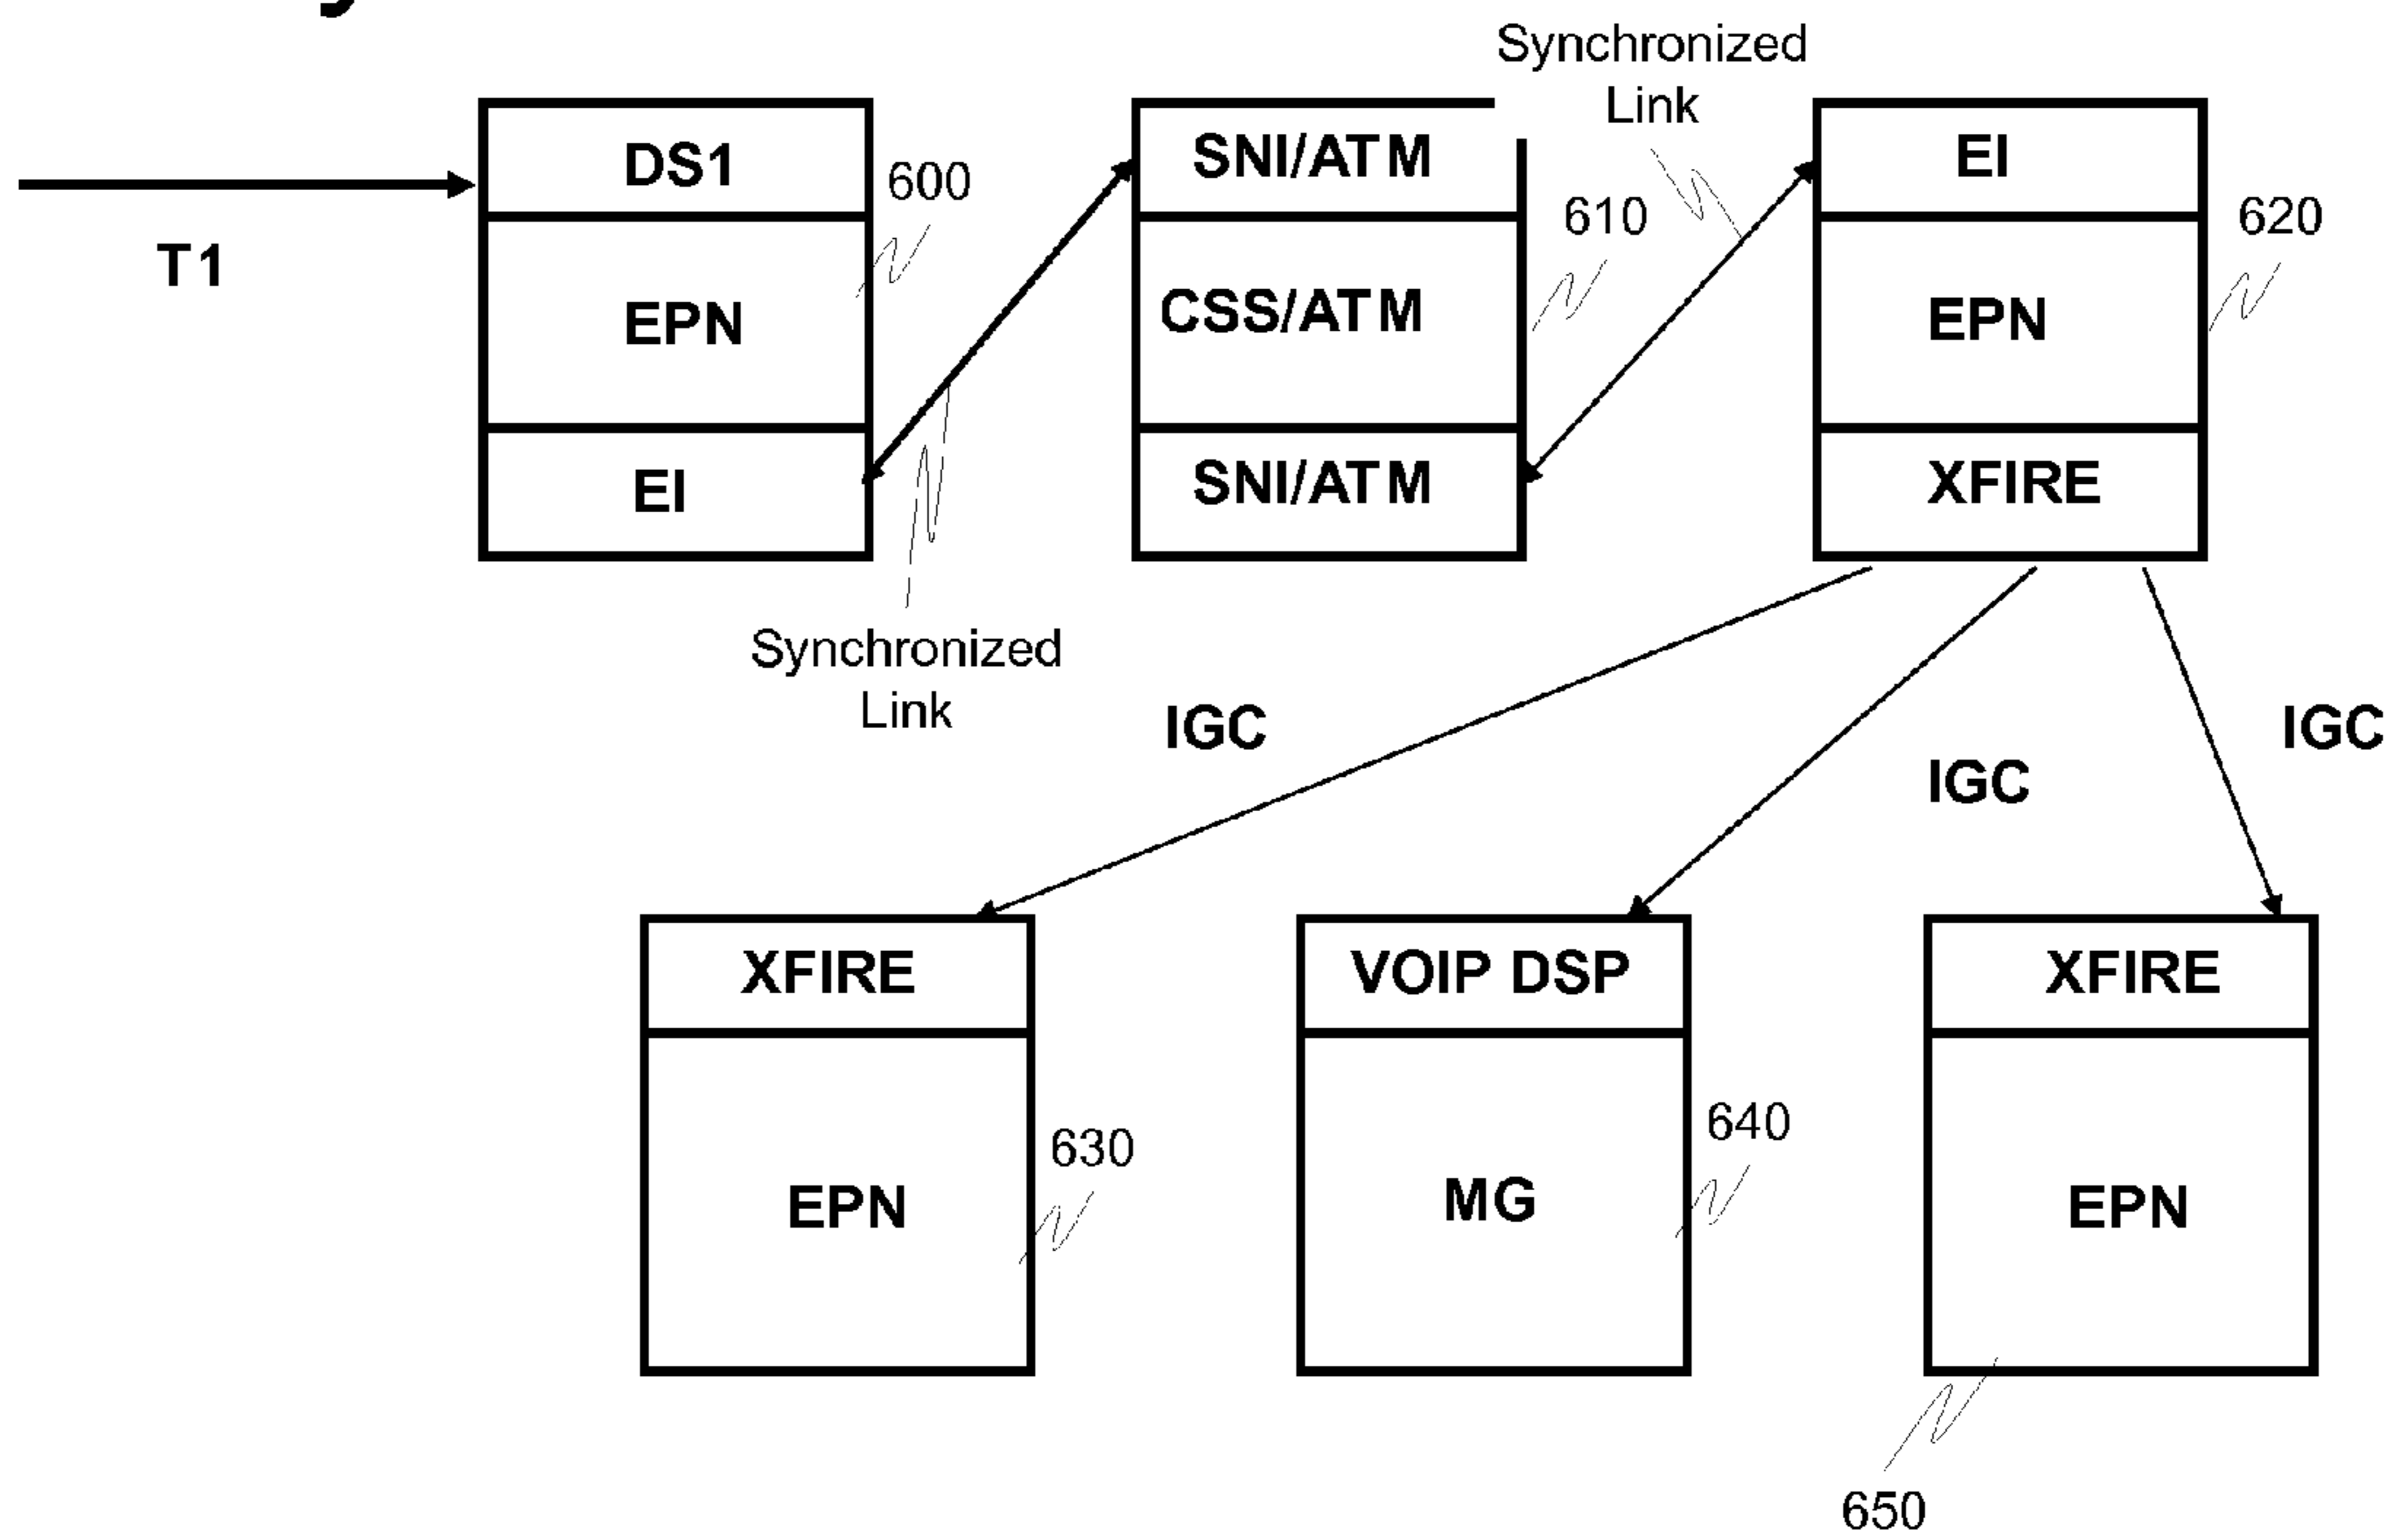 Synchronized
Link
DS1
SNI/ATM
EI
600
610
620
T1
EPN
CSS/ATM
EPN
EI
SNI/ATM
XFIRE
Synchronized
Link
IGC
IGC
IGC
XFIRE
VOIP DSP
XFIRE
630
640
EPN
MG
EPN
650